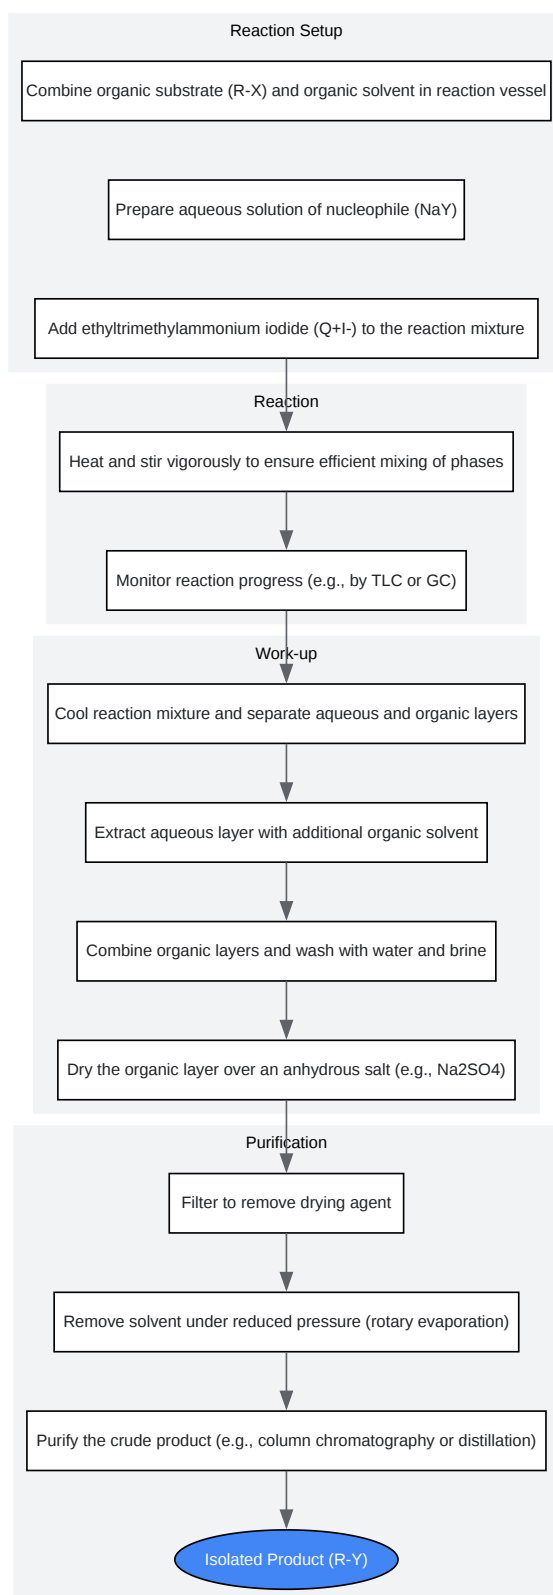 Reaction Setup
Combine organic substrate (R-X) and organic solvent in reaction vessel
Prepare aqueous solution of nucleophile (NaY)
Add ethyltrimethylammonium iodide (Q+I-) to the reaction mixture
Reaction
Heat and stir vigorously to ensure efficient mixing of phases
Monitor reaction progress (e.g., by TLC or GC)
Work-up
Cool reaction mixture and separate aqueous and organic layers
Extract aqueous layer with additional organic solvent
Combine organic layers and wash with water and brine
Dry the organic layer over an anhydrous salt (e.g., Na2SO4)
Purification
Filter to remove drying agent
Remove solvent under reduced pressure (rotary evaporation)
Purify the crude product (e.g., column chromatography or distillation)
Isolated Product (R-Y)